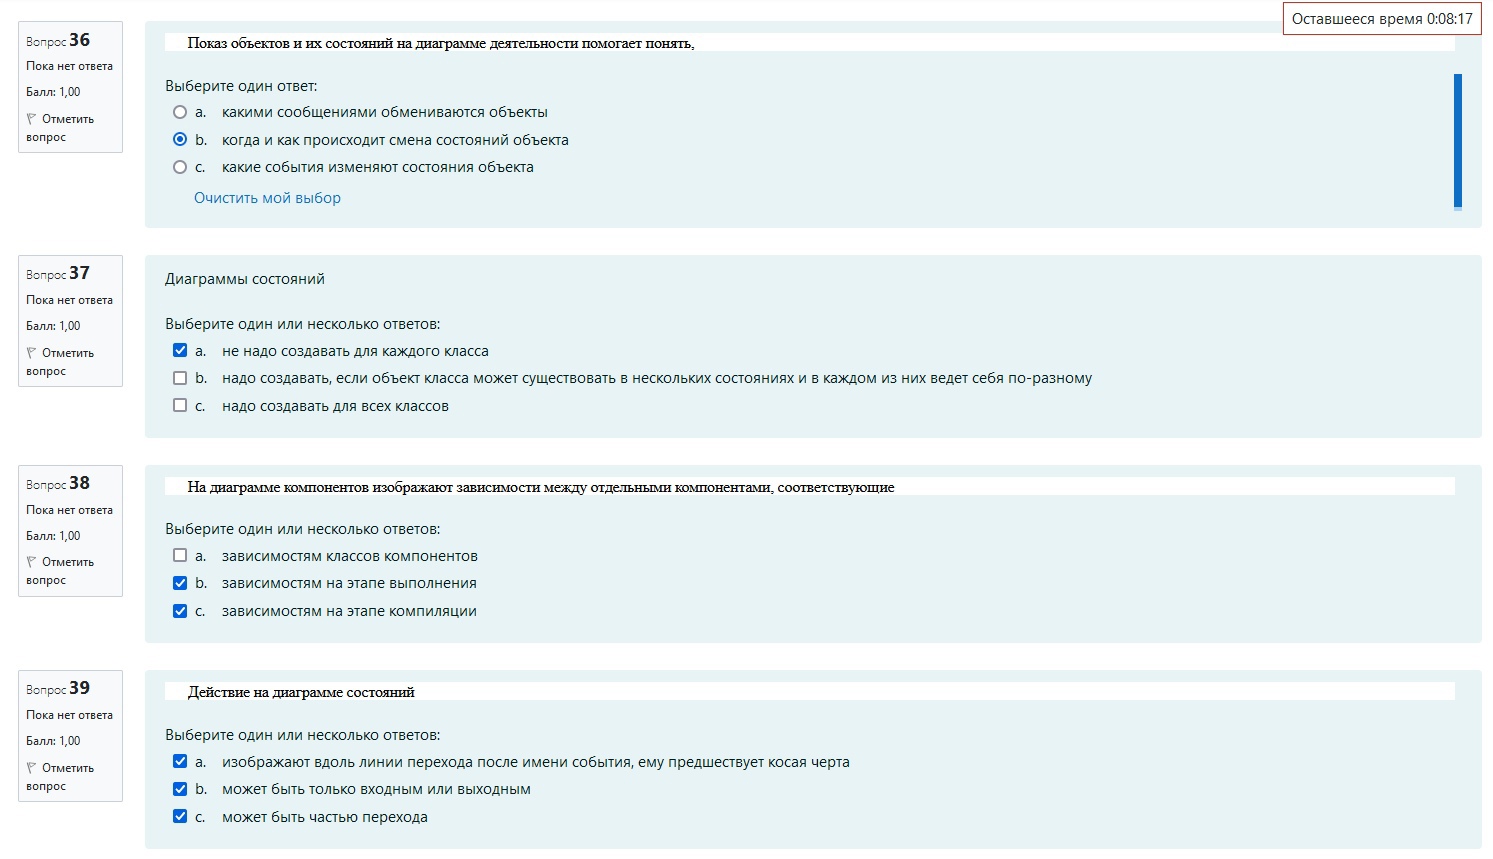 Оставшееся время 0:08:17
Вопрос 36
Пока нет ответа
Балл: 1,00
Отметить вопрос
Показ объектов и их состояний на диаграмме деятельности помогает понять,
Выберите один ответ:
a. какими сообщениями обмениваются объекты
b. когда и как происходит смена состояний объекта
c. какие события изменяют состояния объекта
Очистить мой выбор
Вопрос 37
Пока нет ответа
Балл: 1,00
Отметить вопрос
Диаграммы состояний
Выберите один или несколько ответов:
a. не надо создавать для каждого класса
b. надо создавать, если объект класса может существовать в нескольких состояниях и в каждом из них ведет себя по-разному
c. надо создавать для всех классов
Вопрос 38
Пока нет ответа
Балл: 1,00
Отметить вопрос
На диаграмме компонентов изображают зависимости между отдельными компонентами, соответствующие
Выберите один или несколько ответов:
a. зависимостям классов компонентов
b. зависимостям на этапе выполнения
c. зависимостям на этапе компиляции
Вопрос 39
Пока нет ответа
Балл: 1,00
Отметить вопрос
Действие на диаграмме состояний
Выберите один или несколько ответов:
a. изображают вдоль линии перехода после имени события, ему предшествует косая черта
b. может быть только входным или выходным
c. может быть частью перехода